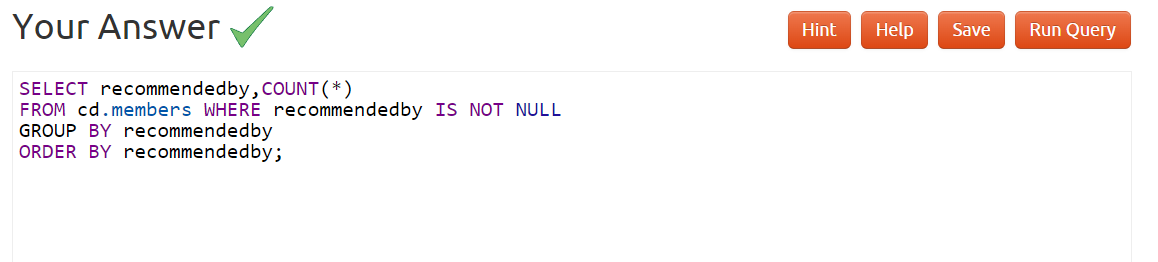 Your Answer
Hint Help Save Run Query
SELECT recommendedby,COUNT(*)
FROM cd.members WHERE recommendedby IS NOT NULL
GROUP BY recommendedby
ORDER BY recommendedby;